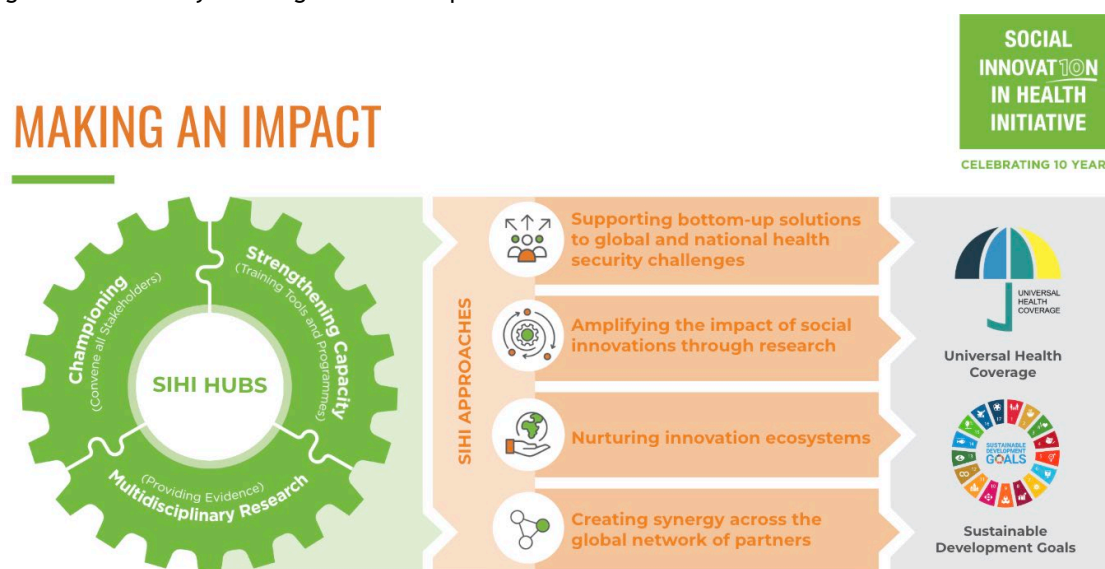 SOCIAL
INNOVAT10N
IN HEALTH
INITIATIVE
CELEBRATING 10 YEAR
MAKING AN IMPACT
Championing
(Convene all Stakeholders)
Strengthening Capacity
(Training Tools and Programmes)
SIHI HUBS
(Providing Evidence)
Multidisciplinary Research
SIHI APPROACHES
Supporting bottom-up solutions
to global and national health
security challenges
Amplifying the impact of social
innovations through research
Nurturing innovation ecosystems
Creating synergy across the
global network of partners
UNIVERSAL
HEALTH
COVERAGE
Universal Health
Coverage
SUSTAINABLE
DEVELOPMENT
GOALS
Sustainable
Development Goals